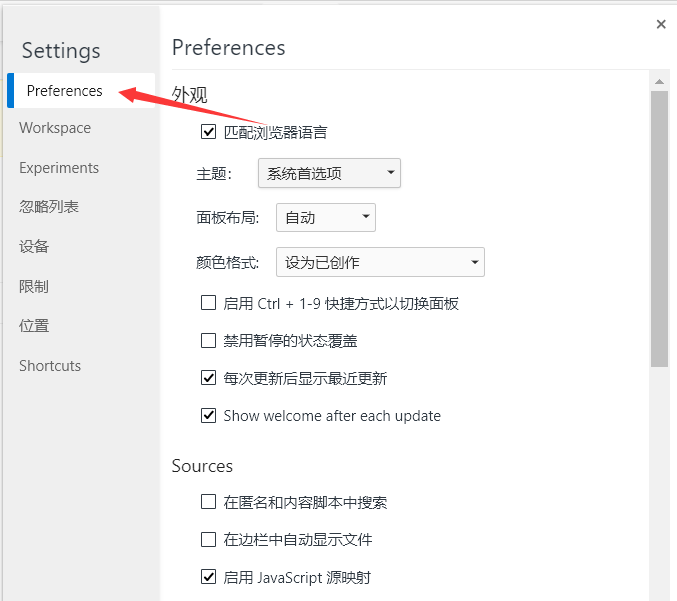 Settings
Preferences
Workspace
Experiments
忽略列表
设备
限制
位置
Shortcuts
Preferences
外观
匹配浏览器语言
主题: 系统首选项
面板布局: 自动
颜色格式: 设为已创作
启用 Ctrl + 1-9 快捷方式以切换面板
禁用暂停的状态覆盖
每次更新后显示最近更新
Show welcome after each update
Sources
在匿名和内容脚本中搜索
在边栏中自动显示文件
启用 JavaScript 源映射